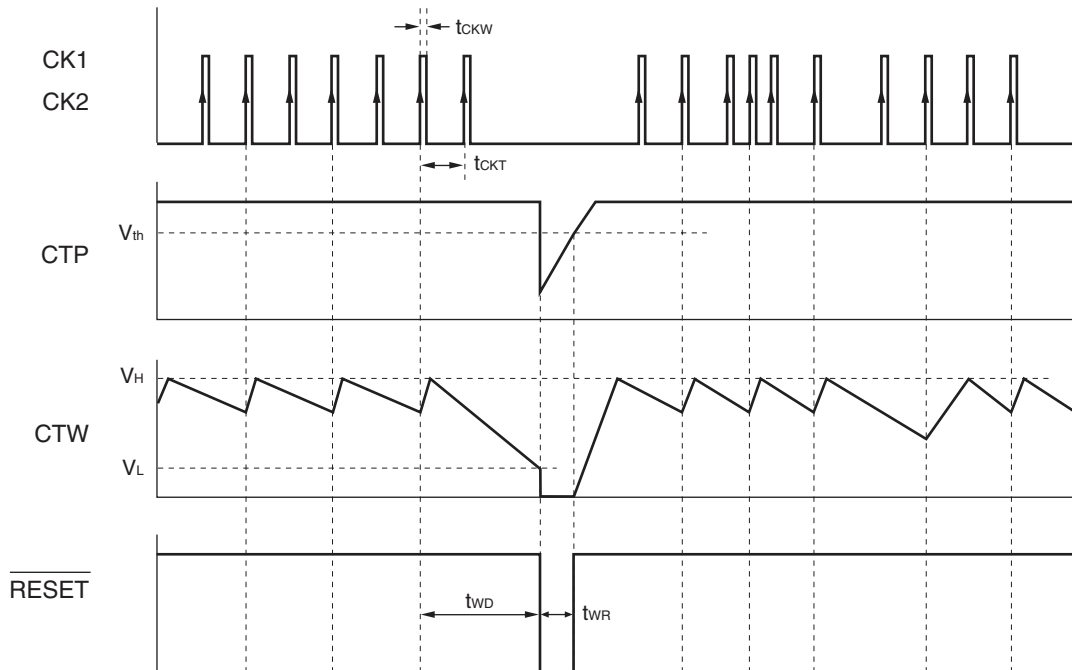 tCKW
CK1
CK2
tCKT
Vth
CTP
VH
CTW
VL
RESET
tWD
tWR